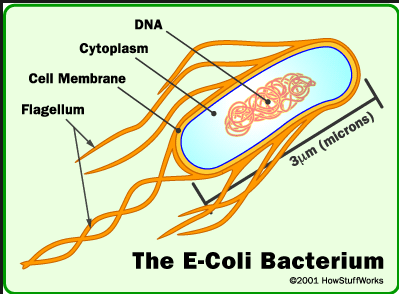 DNA
Cytoplasm
Cell Membrane
Flagellum
3µm (microns)
The E-Coli Bacterium
©2001 HowStuffWorks